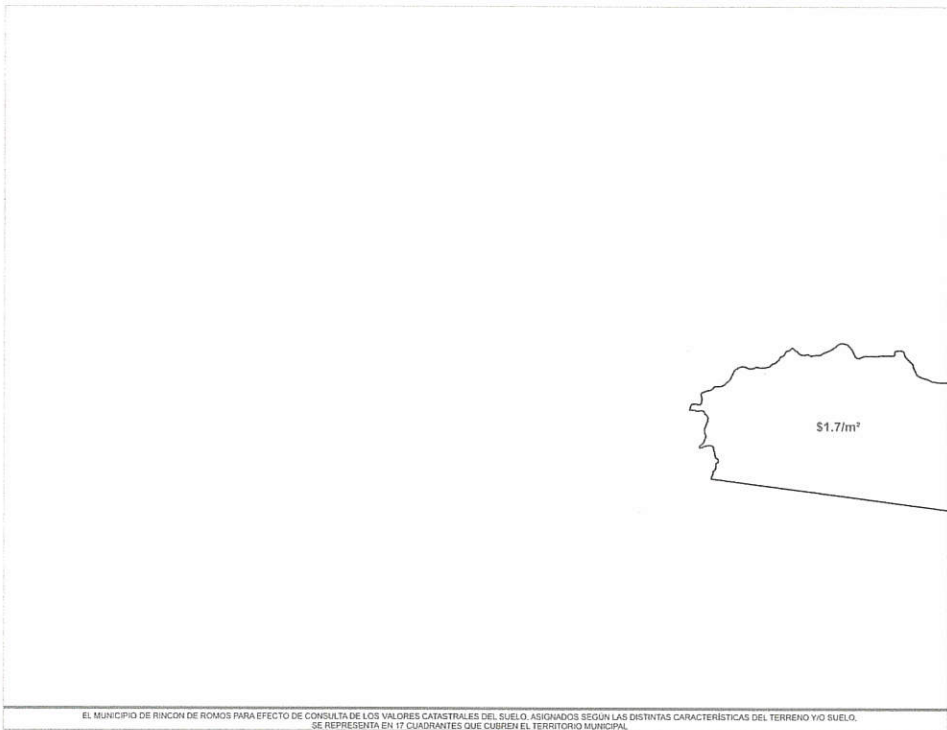 $1.7/m²
EL MUNICIPIO DE RINCON DE ROMOS PARA EFECTO DE CONSULTA DE LOS VALORES CATASTRALES DEL SUELO, ASIGNADOS SEGÚN LAS DISTINTAS CARACTERÍSTICAS DEL TERRENO Y/O SUELO,
SE REPRESENTA EN 17 CUADRANTES QUE CUBREN EL TERRITORIO MUNICIPAL